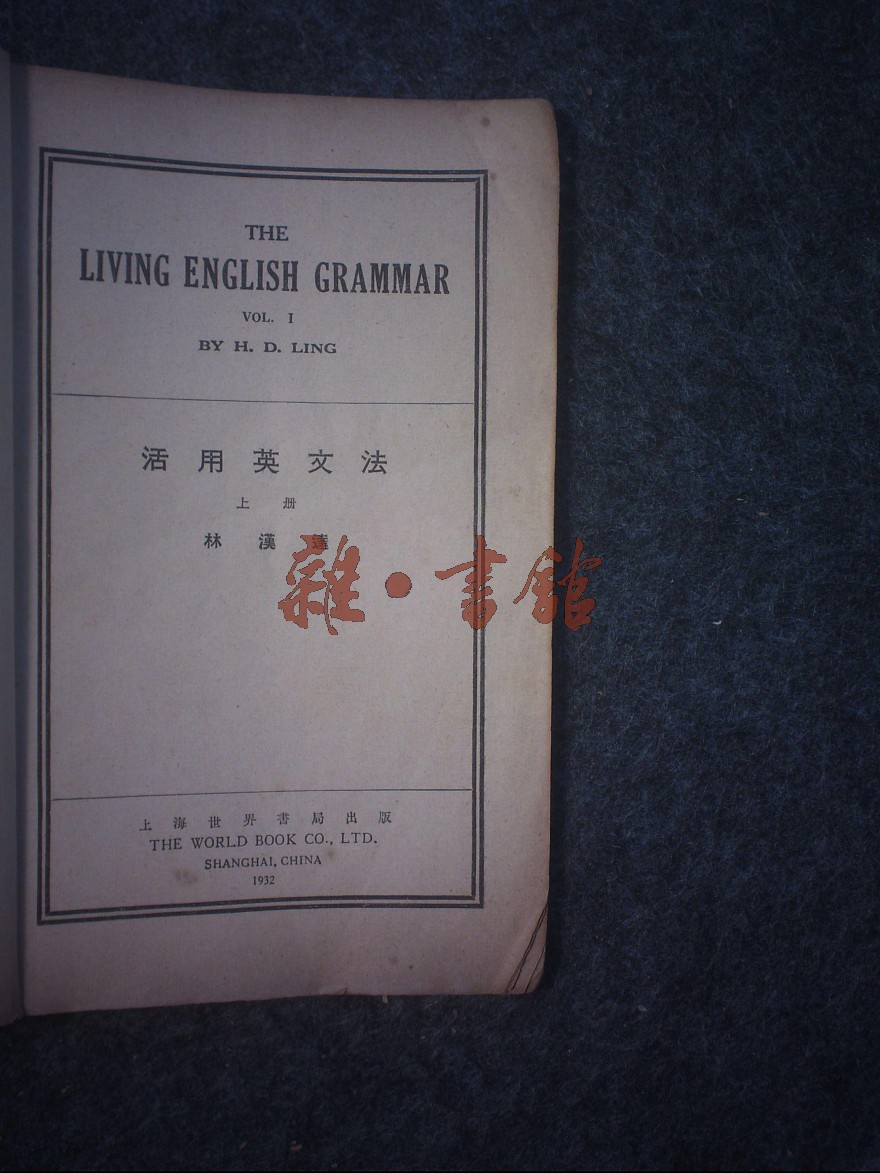 THE
LIVING ENGLISH GRAMMAR
VOL. I
BY H. D. LING
活用英文法
上册
林漢達
雜·書館
上海世界書局出版
THE WORLD BOOK CO., LTD.
SHANGHAI, CHINA
1932